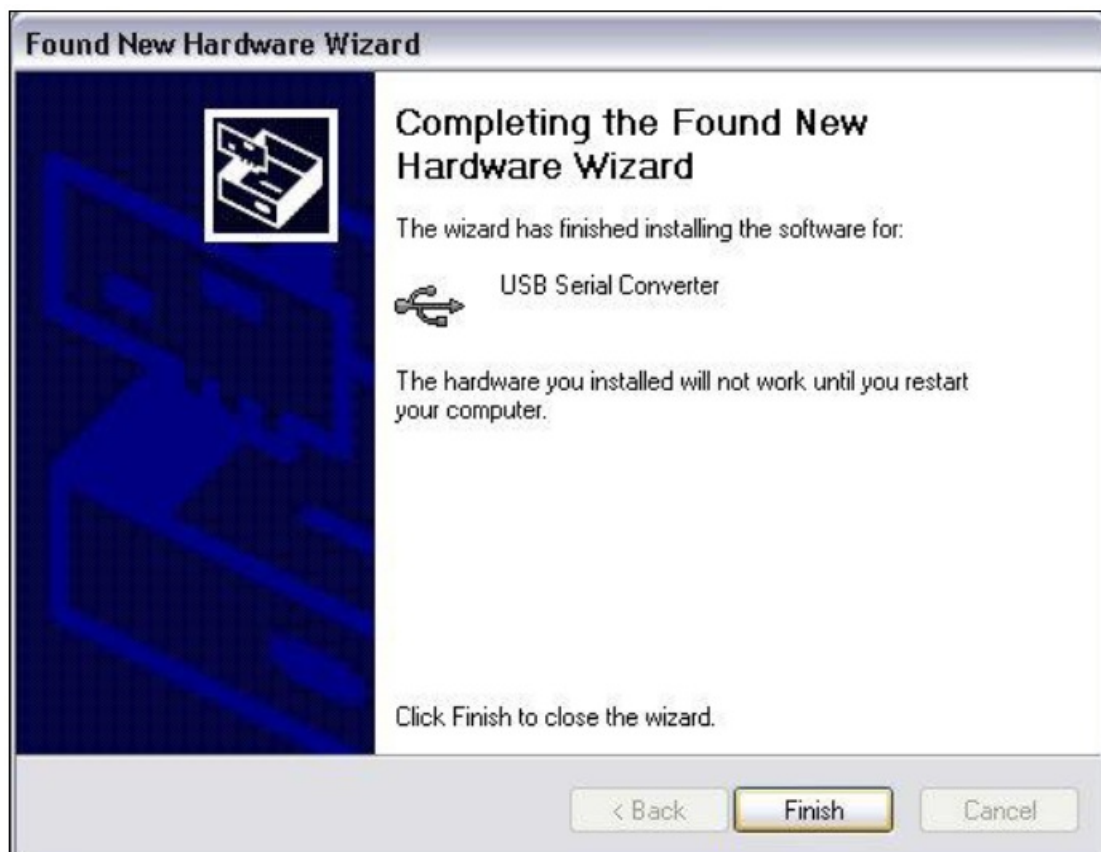 Found New Hardware Wizard
Completing the Found New
Hardware Wizard
The wizard has finished installing the software for:
USB Serial Converter
The hardware you installed will not work until you restart
your computer.
Click Finish to close the wizard.
< Back
Finish
Cancel